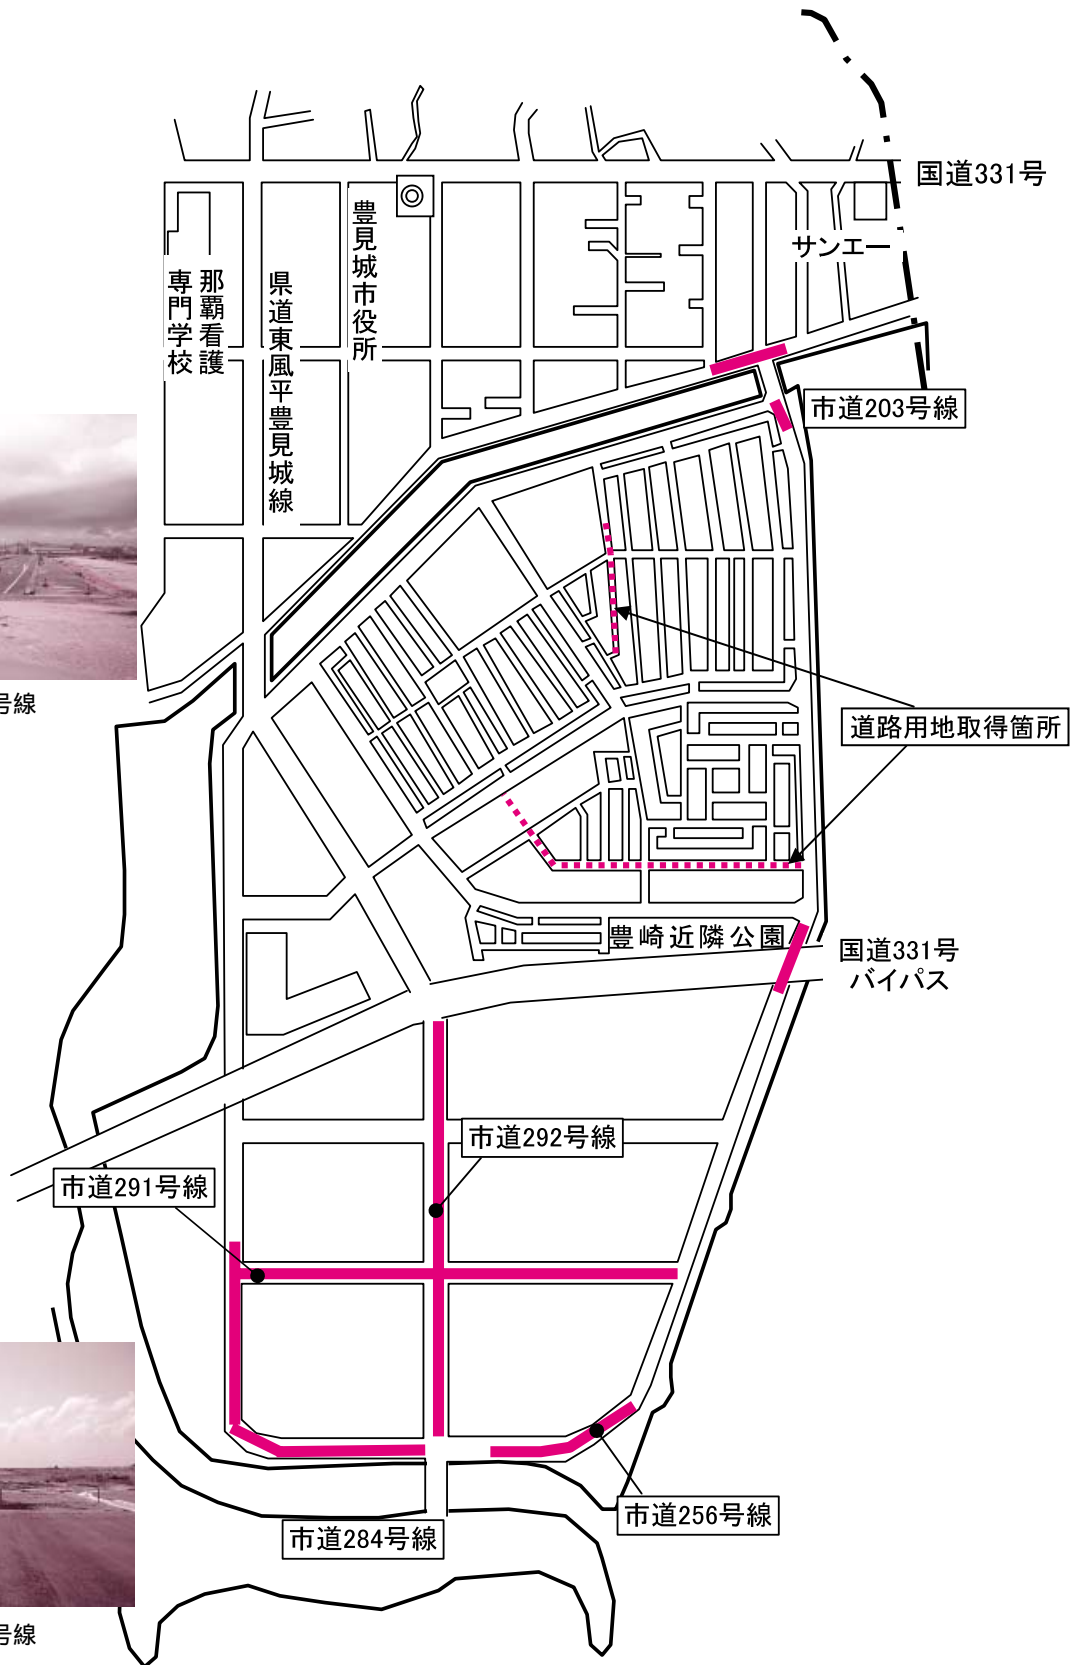 国道331号
サンエー
豊見城市役所
県道東風平豊見城線
那覇看護
専門学校
市道203号線
号線
道路用地取得箇所
豊崎近隣公園
国道331号
バイパス
市道292号線
市道291号線
市道256号線
市道284号線
号線